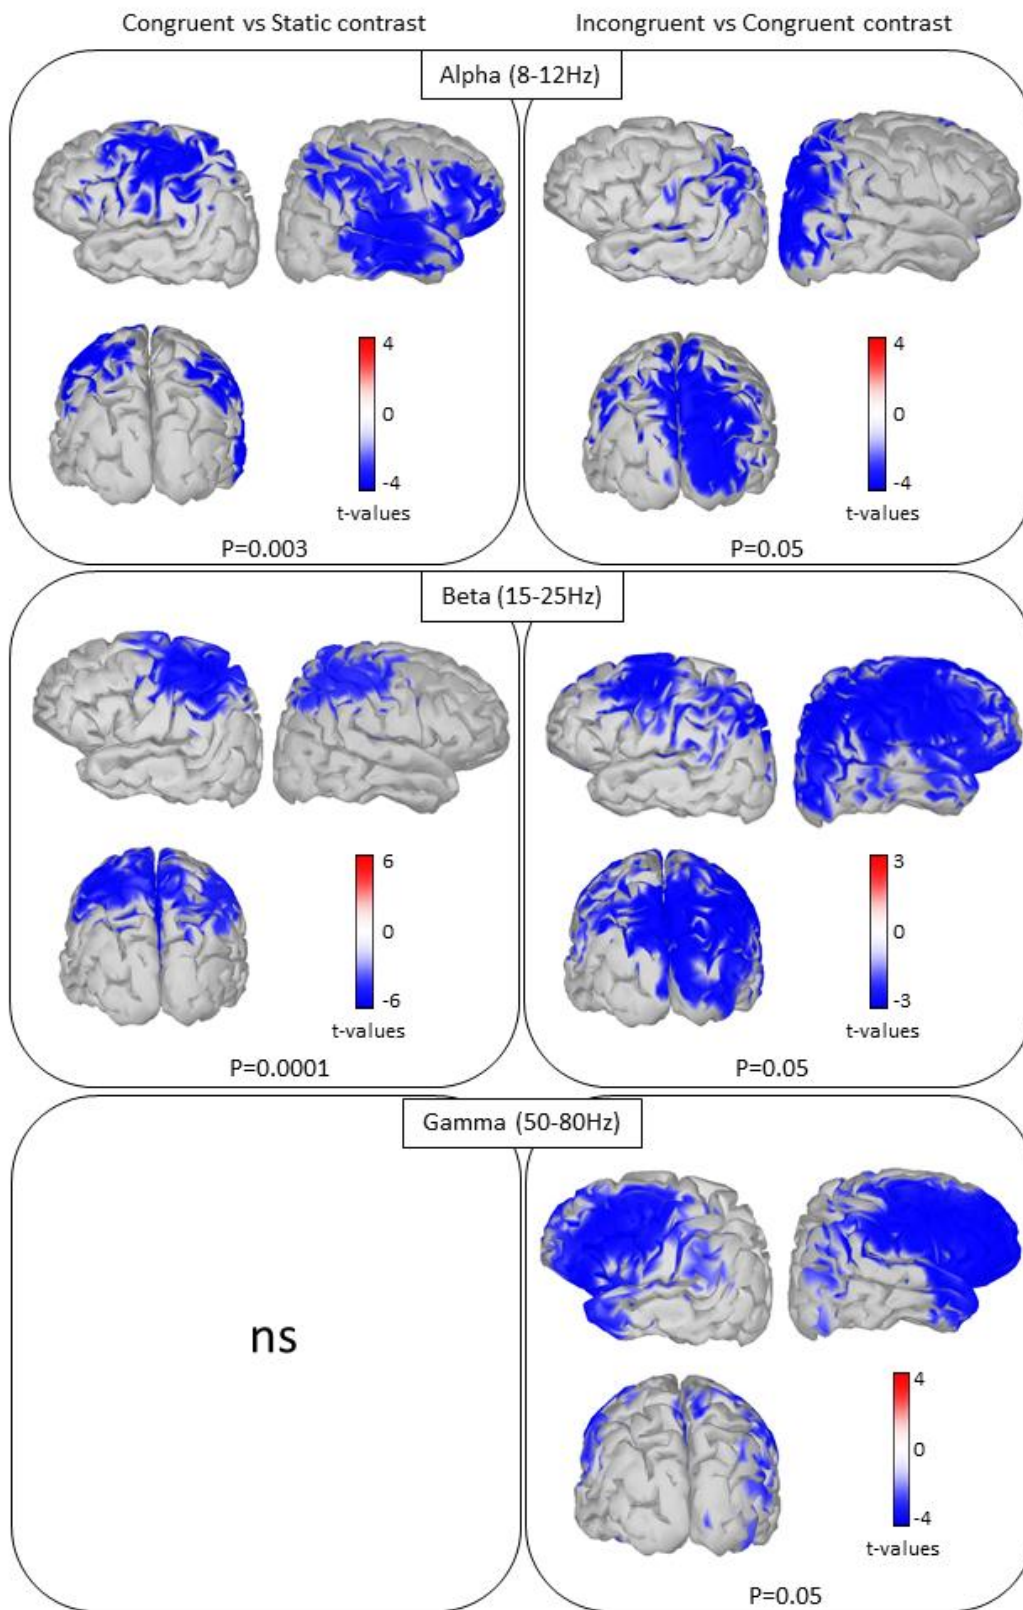 Congruent vs Static contrast
Incongruent vs Congruent contrast
Alpha (8-12Hz)
4
0
-4
t-values
P=0.003
4
0
-4
t-values
P=0.05
Beta (15-25Hz)
6
0
-6
t-values
P=0.0001
3
0
-3
t-values
P=0.05
Gamma (50-80Hz)
ns
4
0
-4
t-values
P=0.05